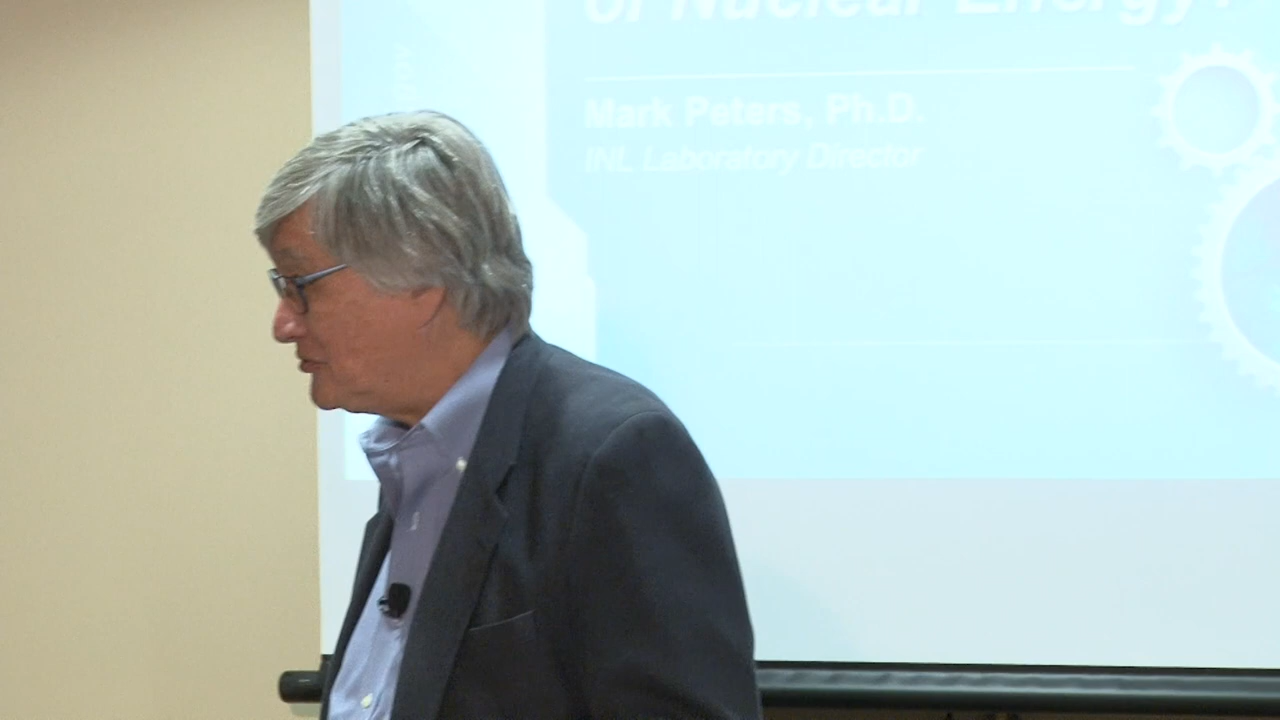 of Nuclear Energy?
Mark Peters, Ph.D.
INL Laboratory Director